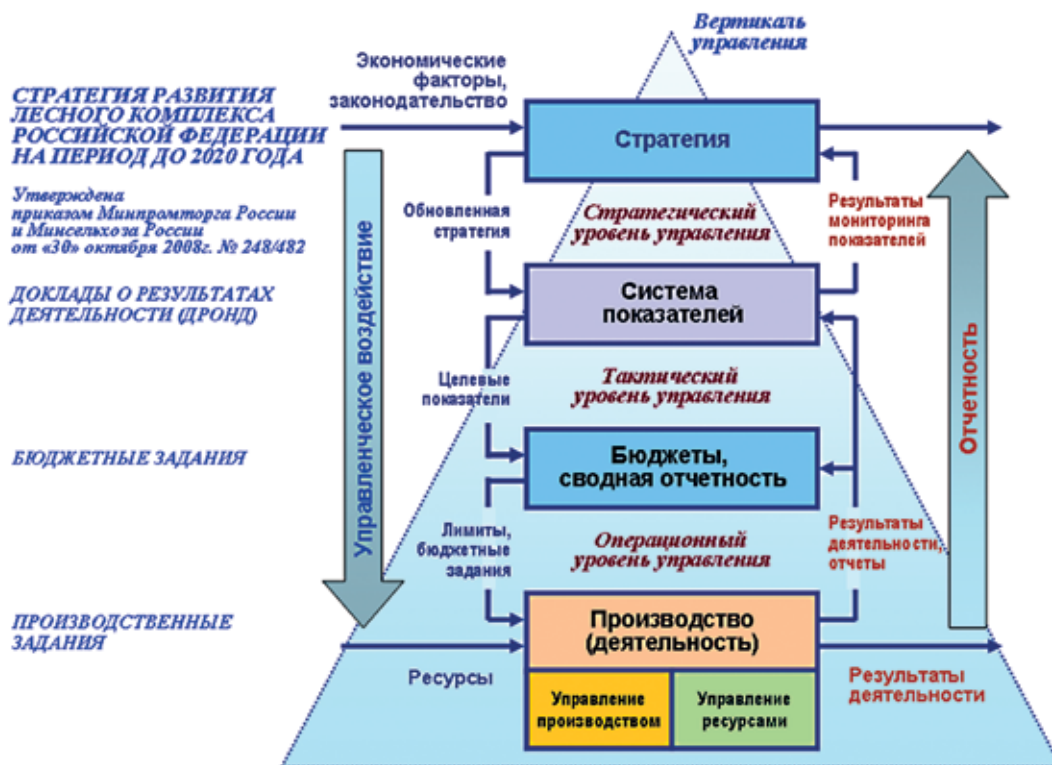 Вертикаль
управления
Экономические
факторы,
законодательство
СТРАТЕГИЯ РАЗВИТИЯ
ЛЕСНОГО КОМПЛЕКСА
РОССИЙСКОЙ ФЕДЕРАЦИИ
НА ПЕРИОД ДО 2020 ГОДА
Стратегия
Утверждена
приказом Минпромторга России
и Минсельхоза России
от «30» октября 2008г. № 248/482
Обновленная
стратегия
Стратегический
уровень управления
Результаты
мониторинга
показателей
ДОКЛАДЫ О РЕЗУЛЬТАТАХ
ДЕЯТЕЛЬНОСТИ (ДРОНД)
Система
показателей
Управленческое воздействие
Отчетность
Целевые
показатели
Тактический
уровень управления
БЮДЖЕТНЫЕ ЗАДАНИЯ
Бюджеты,
сводная отчетность
Лимиты,
бюджетные
задания
Операционный
уровень управления
Результаты
деятельности,
отчеты
ПРОИЗВОДСТВЕННЫЕ
ЗАДАНИЯ
Производство
(деятельность)
Ресурсы
Результаты
деятельности
Управление
производством
Управление
ресурсами